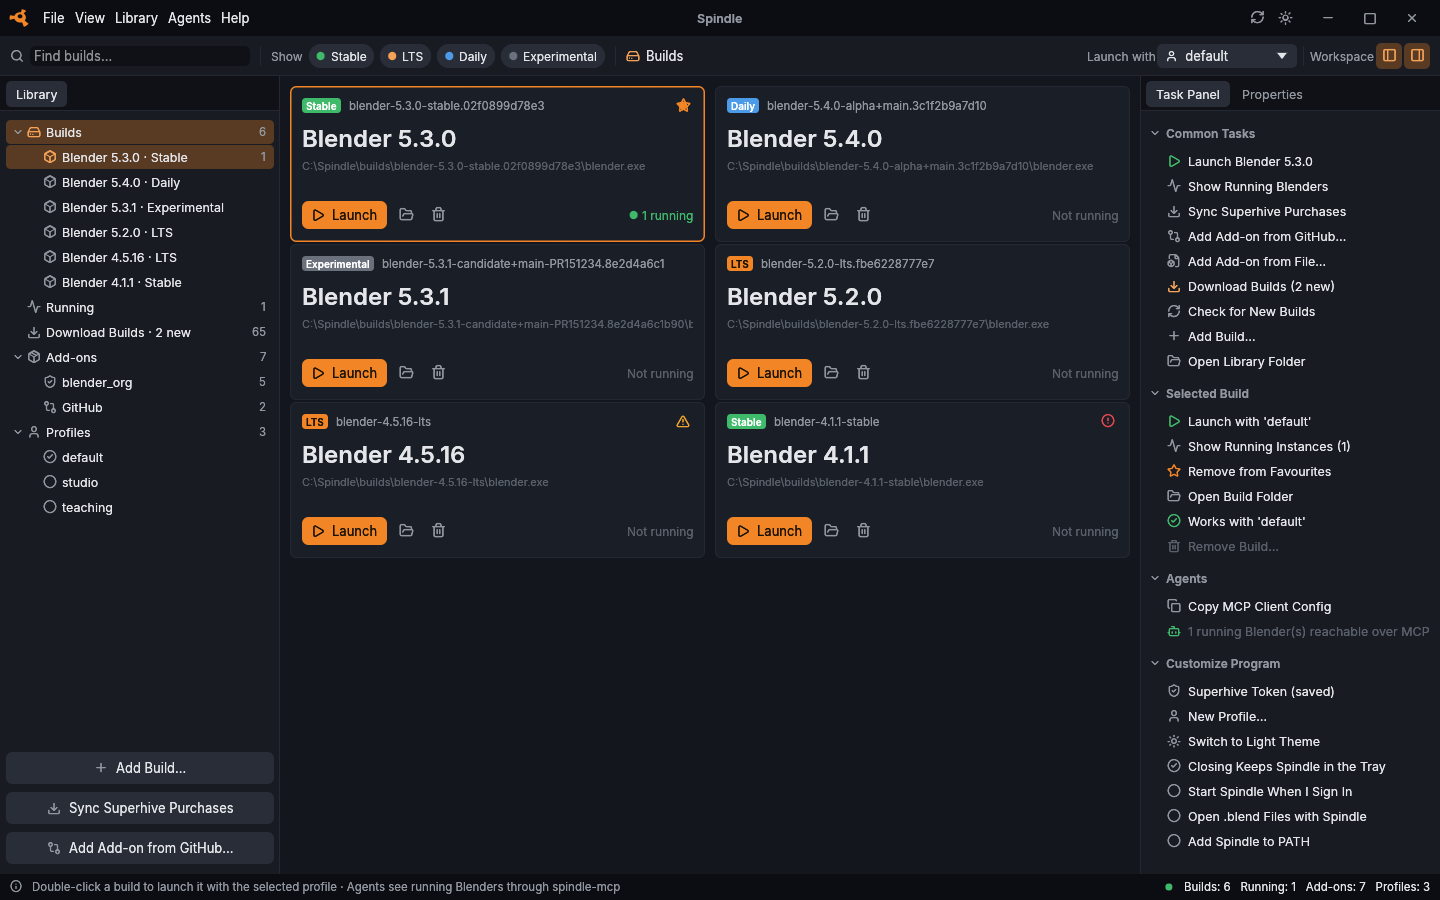 File View Library Agents Help
Spindle
Find builds...
Show Stable LTS Daily Experimental
Builds
Launch with default
Workspace
Library
Builds 6
Blender 5.3.0 · Stable 1
Blender 5.4.0 · Daily
Blender 5.3.1 · Experimental
Blender 5.2.0 · LTS
Blender 4.5.16 · LTS
Blender 4.1.1 · Stable
Running 1
Download Builds · 2 new 65
Add-ons 7
blender_org 5
GitHub 2
Profiles 3
default
studio
teaching
Add Build...
Sync Superhive Purchases
Add Add-on from GitHub...
Stable blender-5.3.0-stable.02f0899d78e3
Blender 5.3.0
C:\Spindle\builds\blender-5.3.0-stable.02f0899d78e3\blender.exe
Launch
1 running
Daily blender-5.4.0-alpha+main.3c1f2b9a7d10
Blender 5.4.0
C:\Spindle\builds\blender-5.4.0-alpha+main.3c1f2b9a7d10\blender.exe
Launch
Not running
Experimental blender-5.3.1-candidate+main-PR151234.8e2d4a6c1
Blender 5.3.1
C:\Spindle\builds\blender-5.3.1-candidate+main-PR151234.8e2d4a6c1b90\b
Launch
Not running
LTS blender-5.2.0-lts.fbe6228777e7
Blender 5.2.0
C:\Spindle\builds\blender-5.2.0-lts.fbe6228777e7\blender.exe
Launch
Not running
LTS blender-4.5.16-lts
Blender 4.5.16
C:\Spindle\builds\blender-4.5.16-lts\blender.exe
Launch
Not running
Stable blender-4.1.1-stable
Blender 4.1.1
C:\Spindle\builds\blender-4.1.1-stable\blender.exe
Launch
Not running
Task Panel Properties
Common Tasks
Launch Blender 5.3.0
Show Running Blenders
Sync Superhive Purchases
Add Add-on from GitHub...
Add Add-on from File...
Download Builds (2 new)
Check for New Builds
Add Build...
Open Library Folder
Selected Build
Launch with 'default'
Show Running Instances (1)
Remove from Favourites
Open Build Folder
Works with 'default'
Remove Build...
Agents
Copy MCP Client Config
1 running Blender(s) reachable over MCP
Customize Program
Superhive Token (saved)
New Profile...
Switch to Light Theme
Closing Keeps Spindle in the Tray
Start Spindle When I Sign In
Open .blend Files with Spindle
Add Spindle to PATH
Double-click a build to launch it with the selected profile · Agents see running Blenders through spindle-mcp
Builds: 6 Running: 1 Add-ons: 7 Profiles: 3